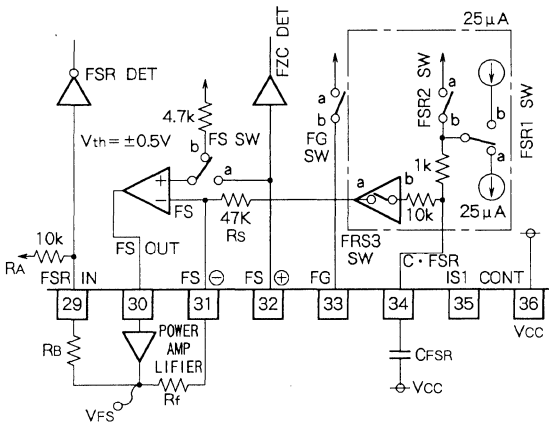 25μA
FSR DET
FZC DET
4.7k
Vth=±0.5V
FS SW
b
a
+
−
FS
47K
RS
a
b
FG
SW
FSR2 SW
a
b
FSR1 SW
b
a
1k
25μA
a
b
10k
FRS3
SW
10k
RA
FS OUT
C・FSR
FSR IN
FS ⊖
FS ⊕
FG
IS1 CONT
29
30
31
32
33
34
35
36
VCC
RB
POWER
AMP
LIFIER
Rf
VFS
CFSR
VCC